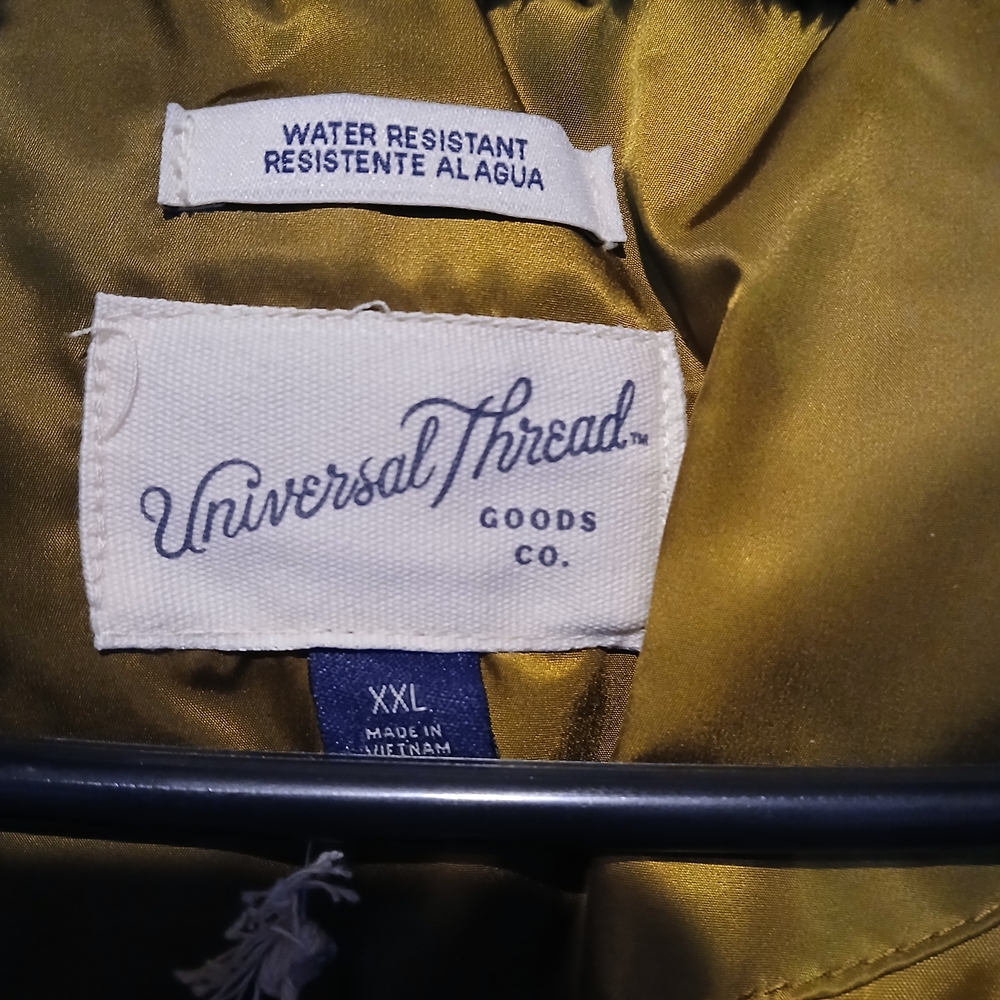 WATER RESISTANT
RESISTENTE AL AGUA
Universal Thread™
GOODS
CO.
XXL
MADE IN
VIETNAM